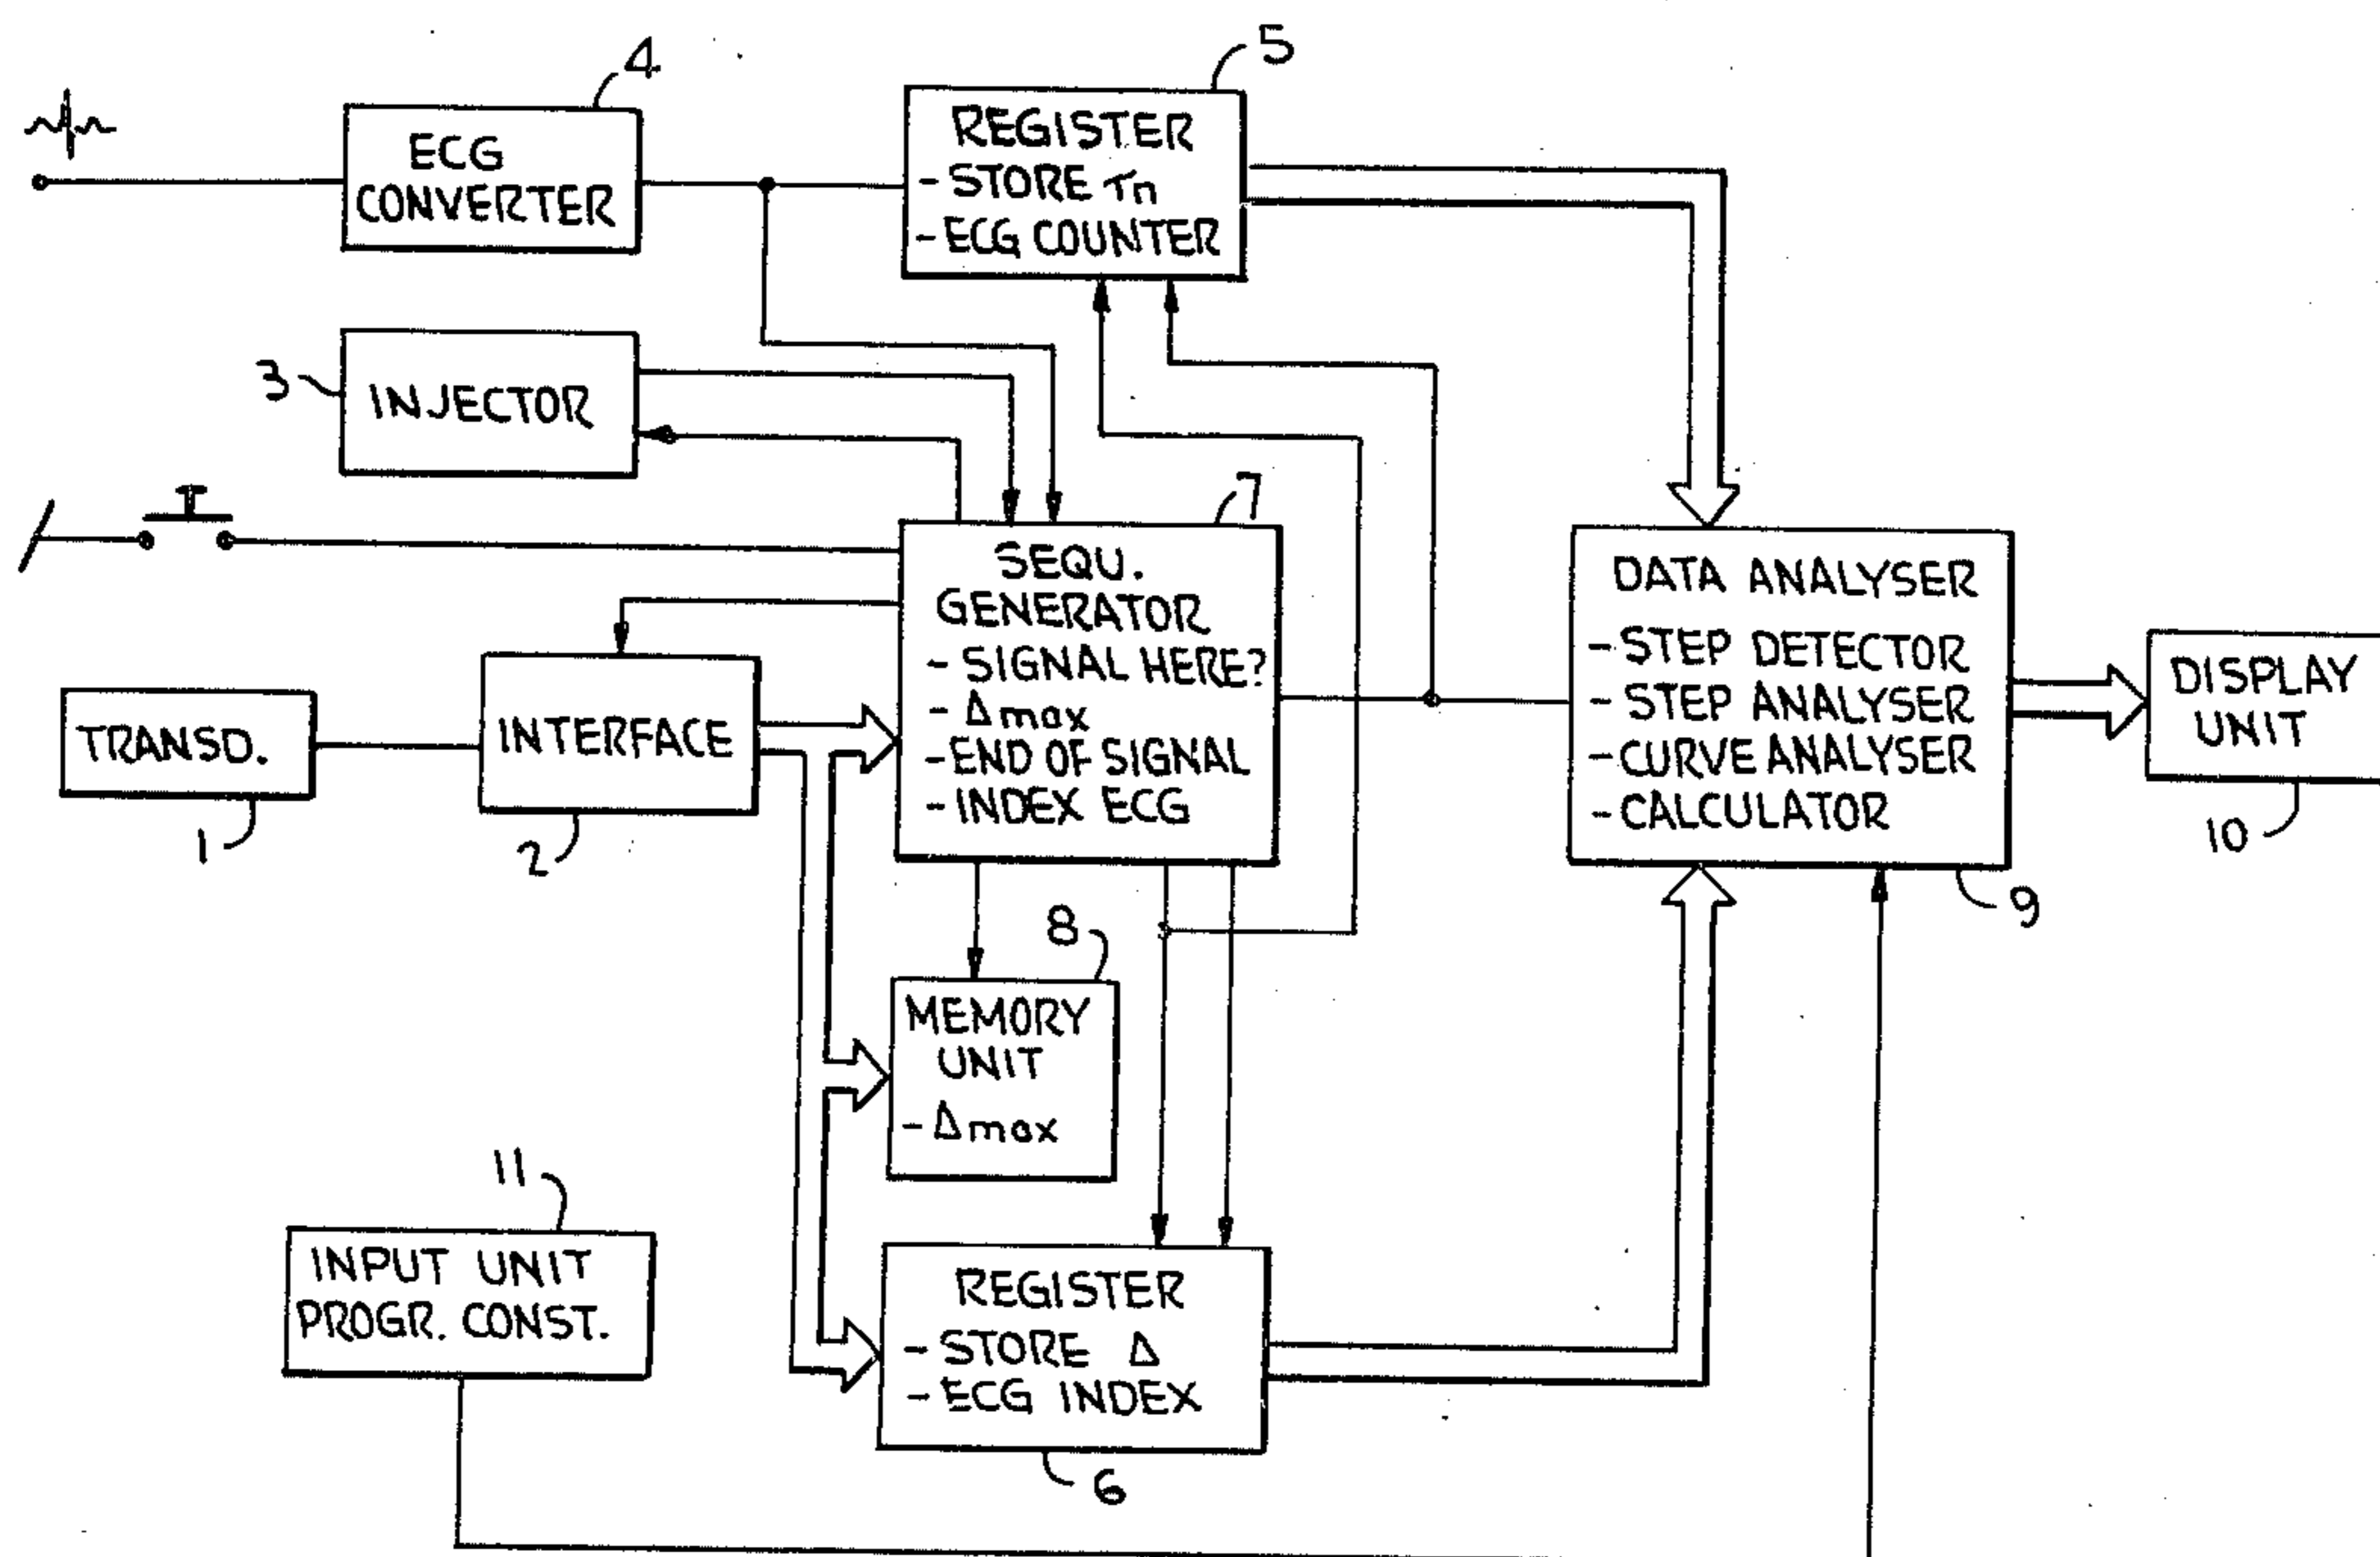 4
ECG
CONVERTER
5
REGISTER
- STORE τn
- ECG COUNTER
3
INJECTOR
7
SEQU.
GENERATOR
- SIGNAL HERE?
- Δmax
- END OF SIGNAL
- INDEX ECG
TRANSD.
1
INTERFACE
2
DATA ANALYSER
- STEP DETECTOR
- STEP ANALYSER
- CURVE ANALYSER
- CALCULATOR
9
DISPLAY
UNIT
10
8
MEMORY
UNIT
- Δmax
11
INPUT UNIT
PROGR. CONST.
REGISTER
- STORE Δ
- ECG INDEX
6